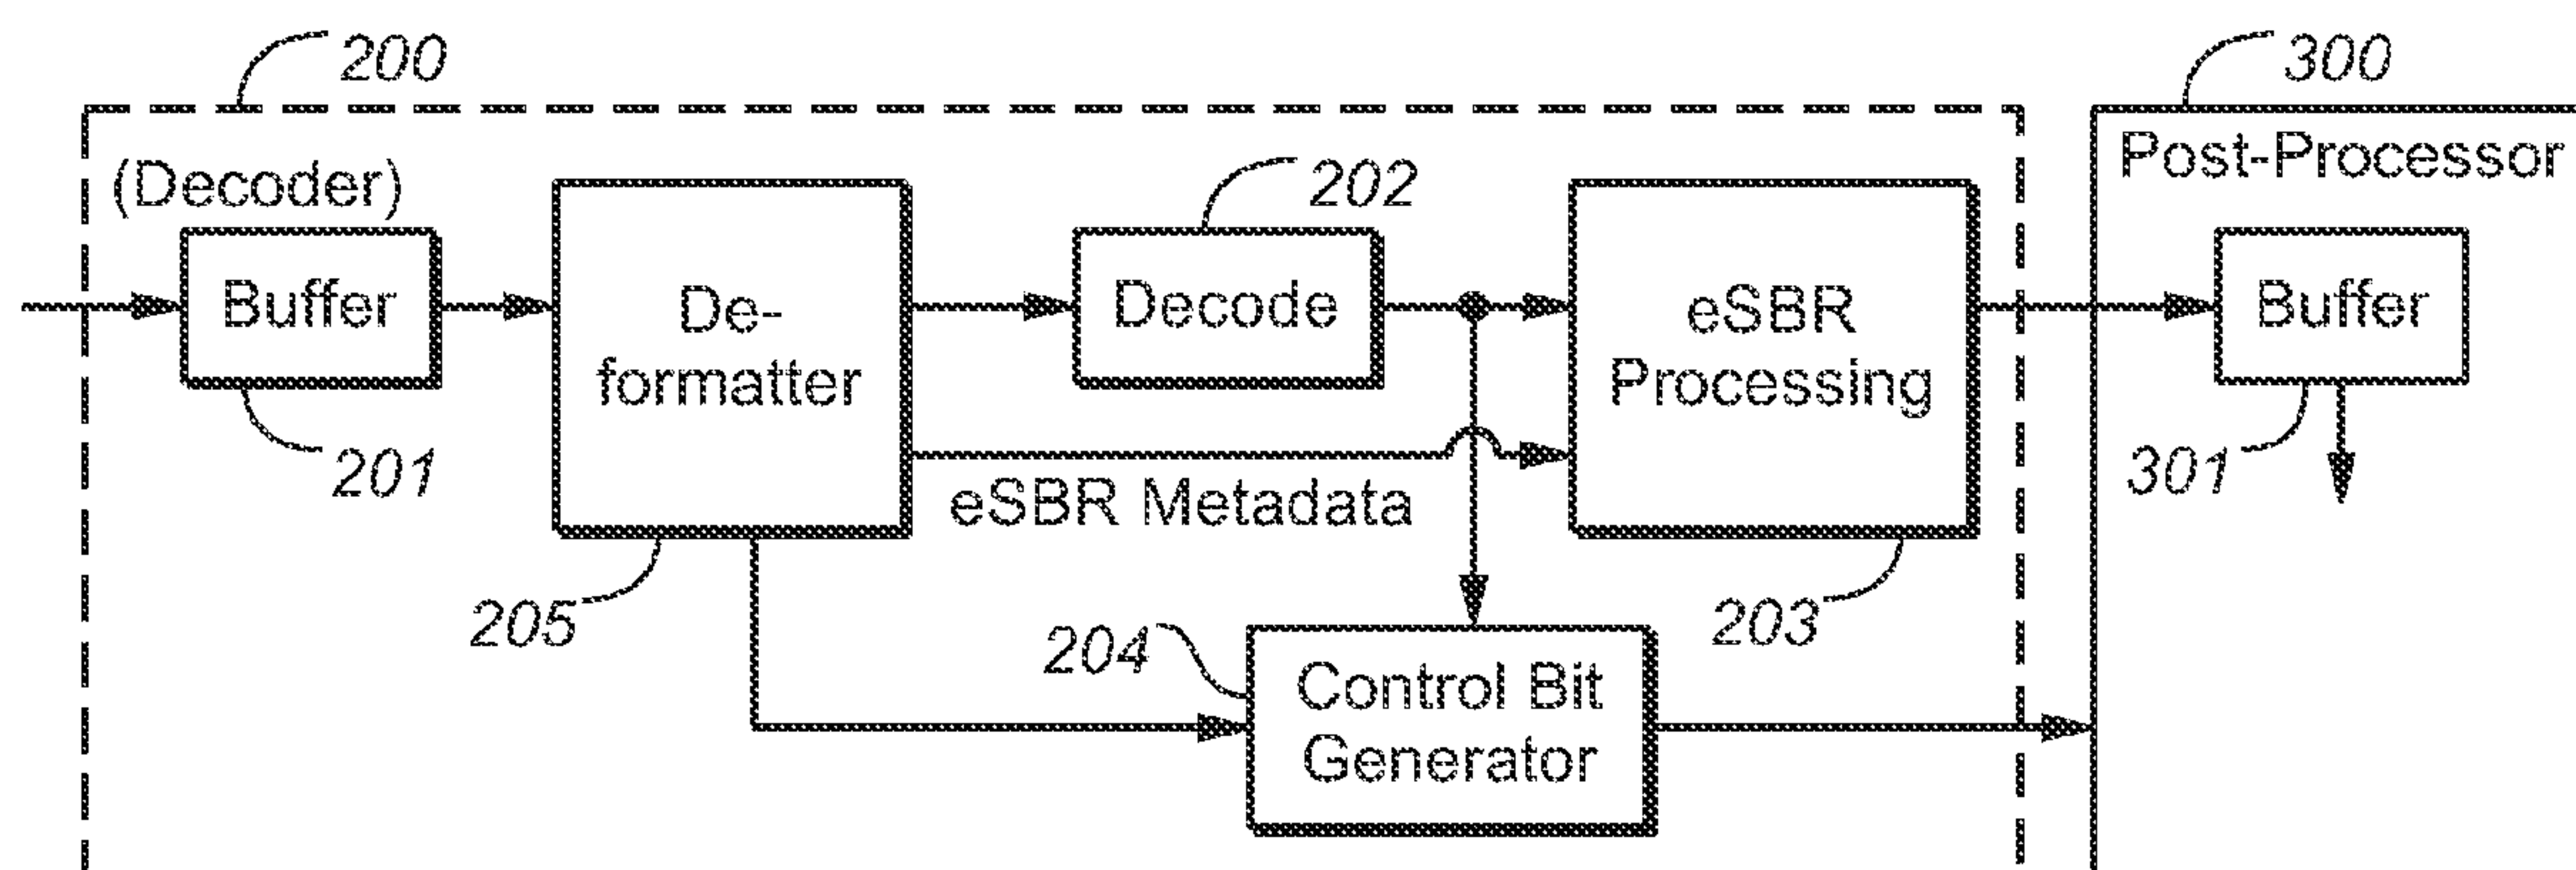 200
300
(Decoder)
Post-Processor
202
Buffer
De-
formatter
Decode
eSBR
Processing
Buffer
201
eSBR Metadata
301
205
204
203
Control Bit
Generator